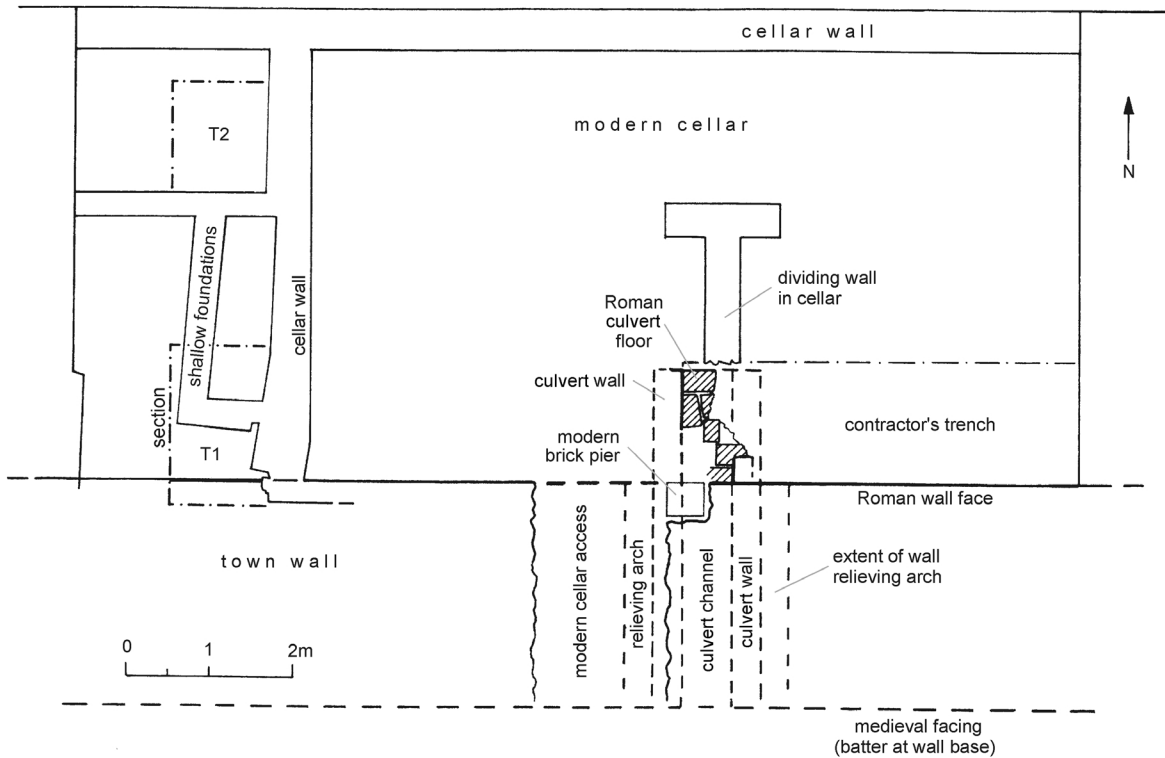 cellar wall
T2
modern cellar
N
shallow foundations
cellar wall
dividing wall
in cellar
Roman
culvert
floor
culvert wall
section
contractor's trench
T1
modern
brick pier
Roman wall face
town wall
modern cellar access
relieving arch
culvert channel
culvert wall
extent of wall
relieving arch
0 1 2m
medieval facing
(batter at wall base)